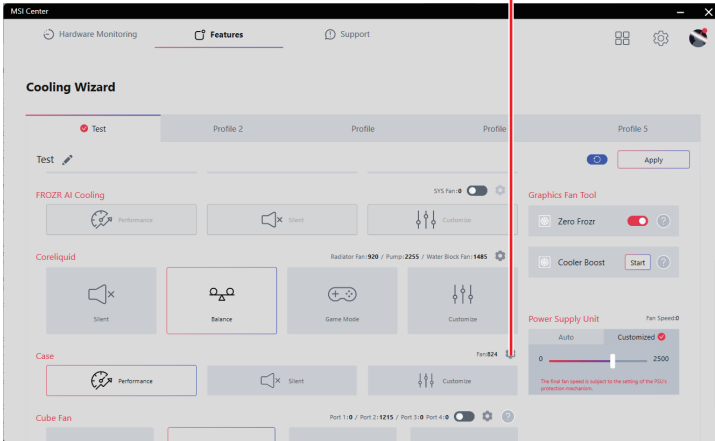 MSI Center
Hardware Monitoring
Features
Support
Cooling Wizard
Test
Profile 2
Profile
Profile
Profile 5
Test
Apply
FROZR AI Cooling
SYS Fan:0
Performance
Silent
Customize
Graphics Fan Tool
Zero Frozr
Cooler Boost
Start
Coreliquid
Radiator Fan:920 / Pump:2255 / Water Block Fan:1485
Silent
Balance
Game Mode
Customize
Power Supply Unit
Fan Speed:0
Auto
Customized
0
2500
The final fan speed is subject to the setting of the PSU's
protection mechanism.
Case
Fan:824
Performance
Silent
Customize
Cube Fan
Port 1:0 / Port 2:1215 / Port 3:0 Port 4:0